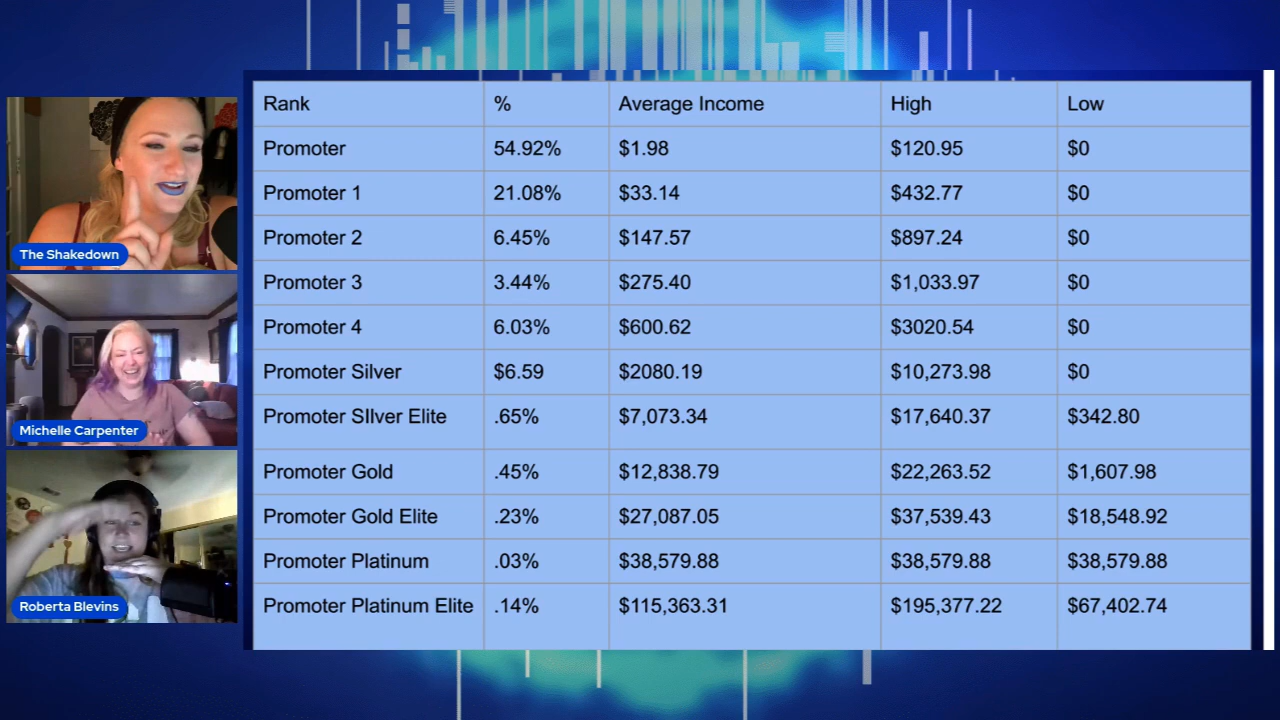 The Shakedown
Michelle Carpenter
Roberta Blevins
Rank % Average Income High Low
Promoter 54.92% $1.98 $120.95 $0
Promoter 1 21.08% $33.14 $432.77 $0
Promoter 2 6.45% $147.57 $897.24 $0
Promoter 3 3.44% $275.40 $1,033.97 $0
Promoter 4 6.03% $600.62 $3020.54 $0
Promoter Silver $6.59 $2080.19 $10,273.98 $0
Promoter SIlver Elite .65% $7,073.34 $17,640.37 $342.80
Promoter Gold .45% $12,838.79 $22,263.52 $1,607.98
Promoter Gold Elite .23% $27,087.05 $37,539.43 $18,548.92
Promoter Platinum .03% $38,579.88 $38,579.88 $38,579.88
Promoter Platinum Elite .14% $115,363.31 $195,377.22 $67,402.74